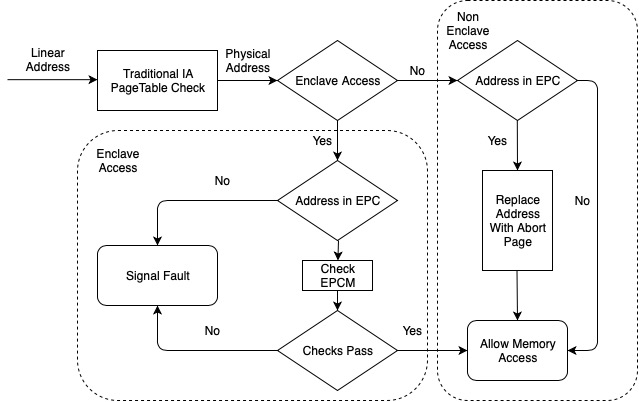 Non
Enclave
Access
Linear
Address
Traditional IA
PageTable Check
Physical
Address
Enclave Access
No
Address in EPC
Yes
Enclave
Access
Yes
No
Address in EPC
Replace
Address
With Abort
Page
No
Signal Fault
Check
EPCM
No
Checks Pass
Yes
Allow Memory
Access